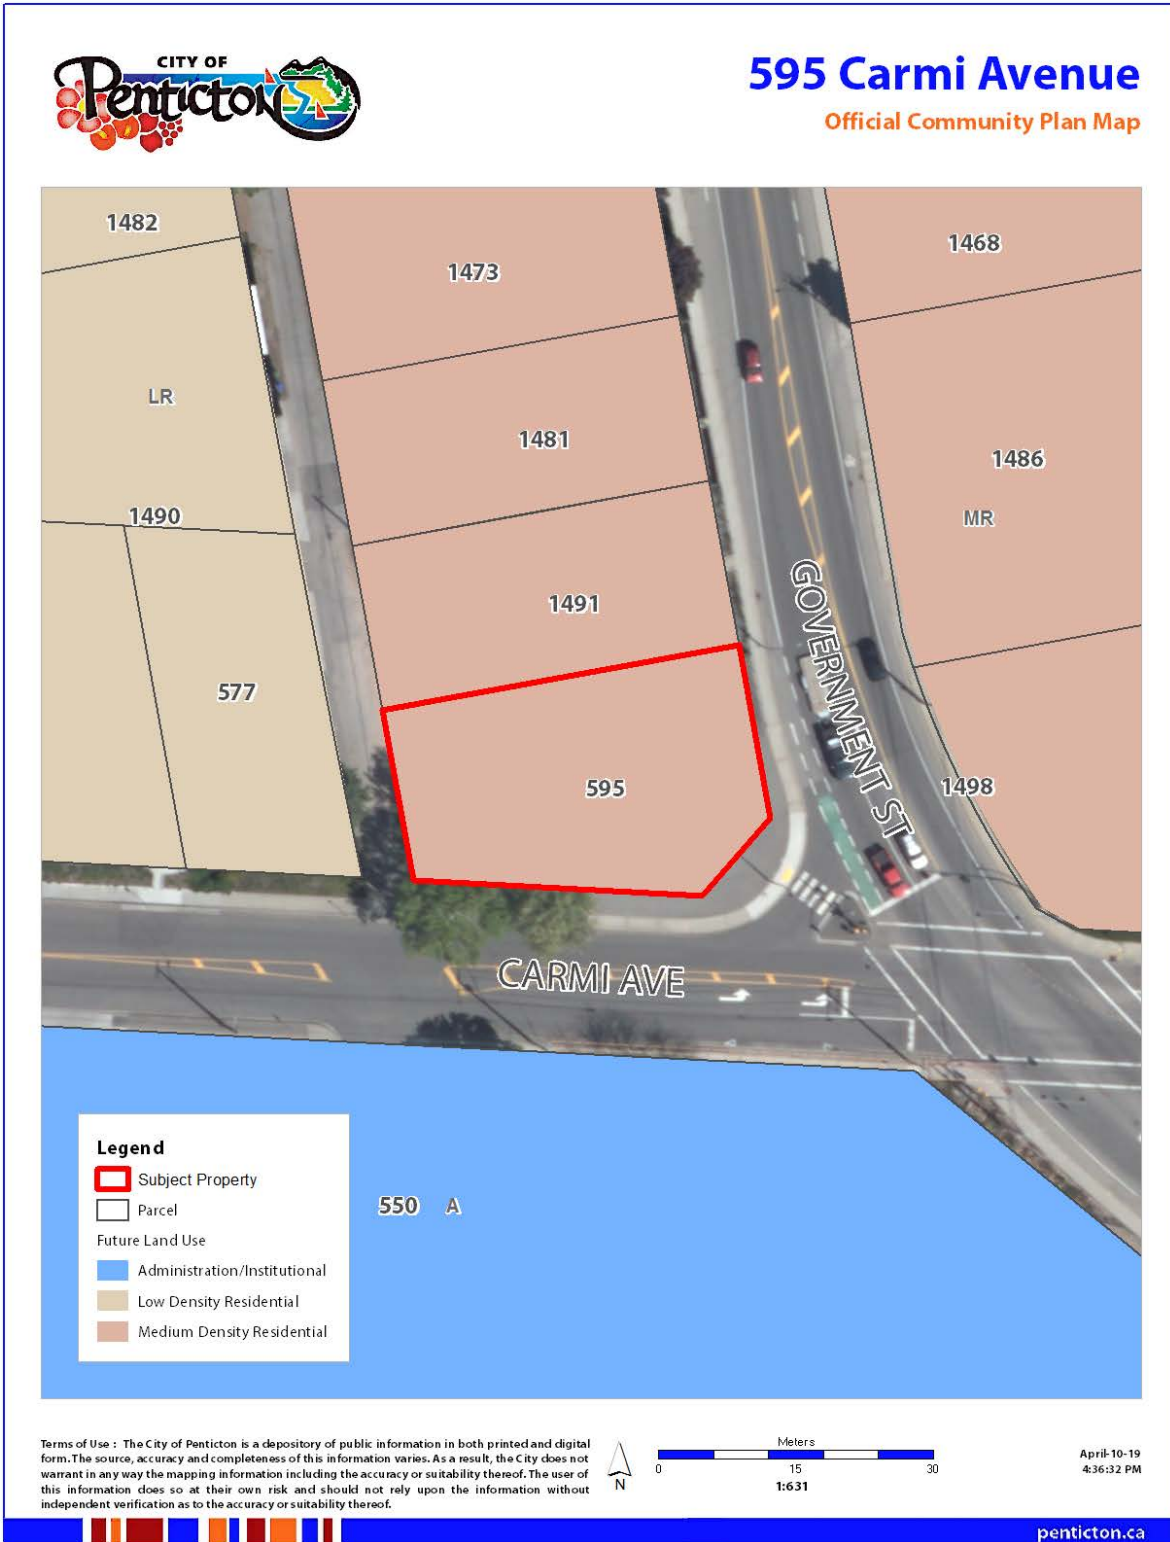 CITY OF
Penticton
595 Carmi Avenue
Official Community Plan Map
1482
1473
1468
LR
1481
1486
MR
1490
1491
GOVERNMENT ST
577
595
1498
CARMI AVE
550 A
Legend
Subject Property
Parcel
Future Land Use
Administration/Institutional
Low Density Residential
Medium Density Residential
Terms of Use : The City of Penticton is a depository of public information in both printed and digital
form. The source, accuracy and completeness of this information varies. As a result, the City does not
warrant in any way the mapping information including the accuracy or suitability thereof. The user of
this information does so at their own risk and should not rely upon the information without
independent verification as to the accuracy or suitability thereof.
N
Meters
0 15 30
1:631
April-10-19
4:36:32 PM
penticton.ca